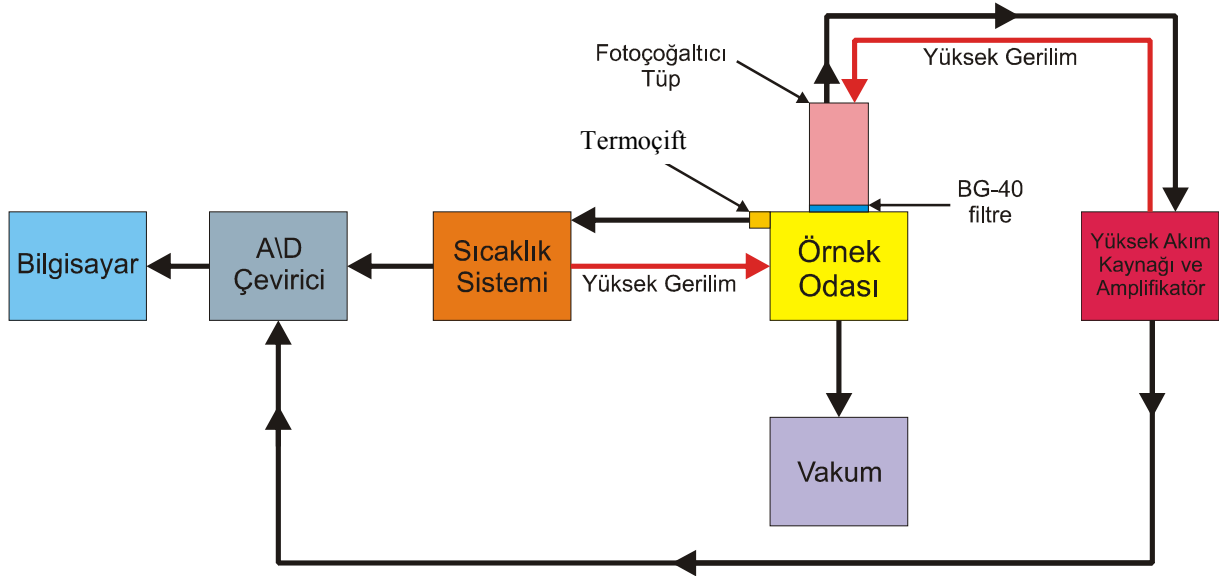 Fotoçoğaltıcı
Tüp
Yüksek Gerilim
Termoçift
BG-40
filtre
Bilgisayar
A\D
Çevirici
Sıcaklık
Sistemi
Yüksek Gerilim
Örnek
Odası
Yüksek Akım
Kaynağı ve
Amplifikatör
Vakum